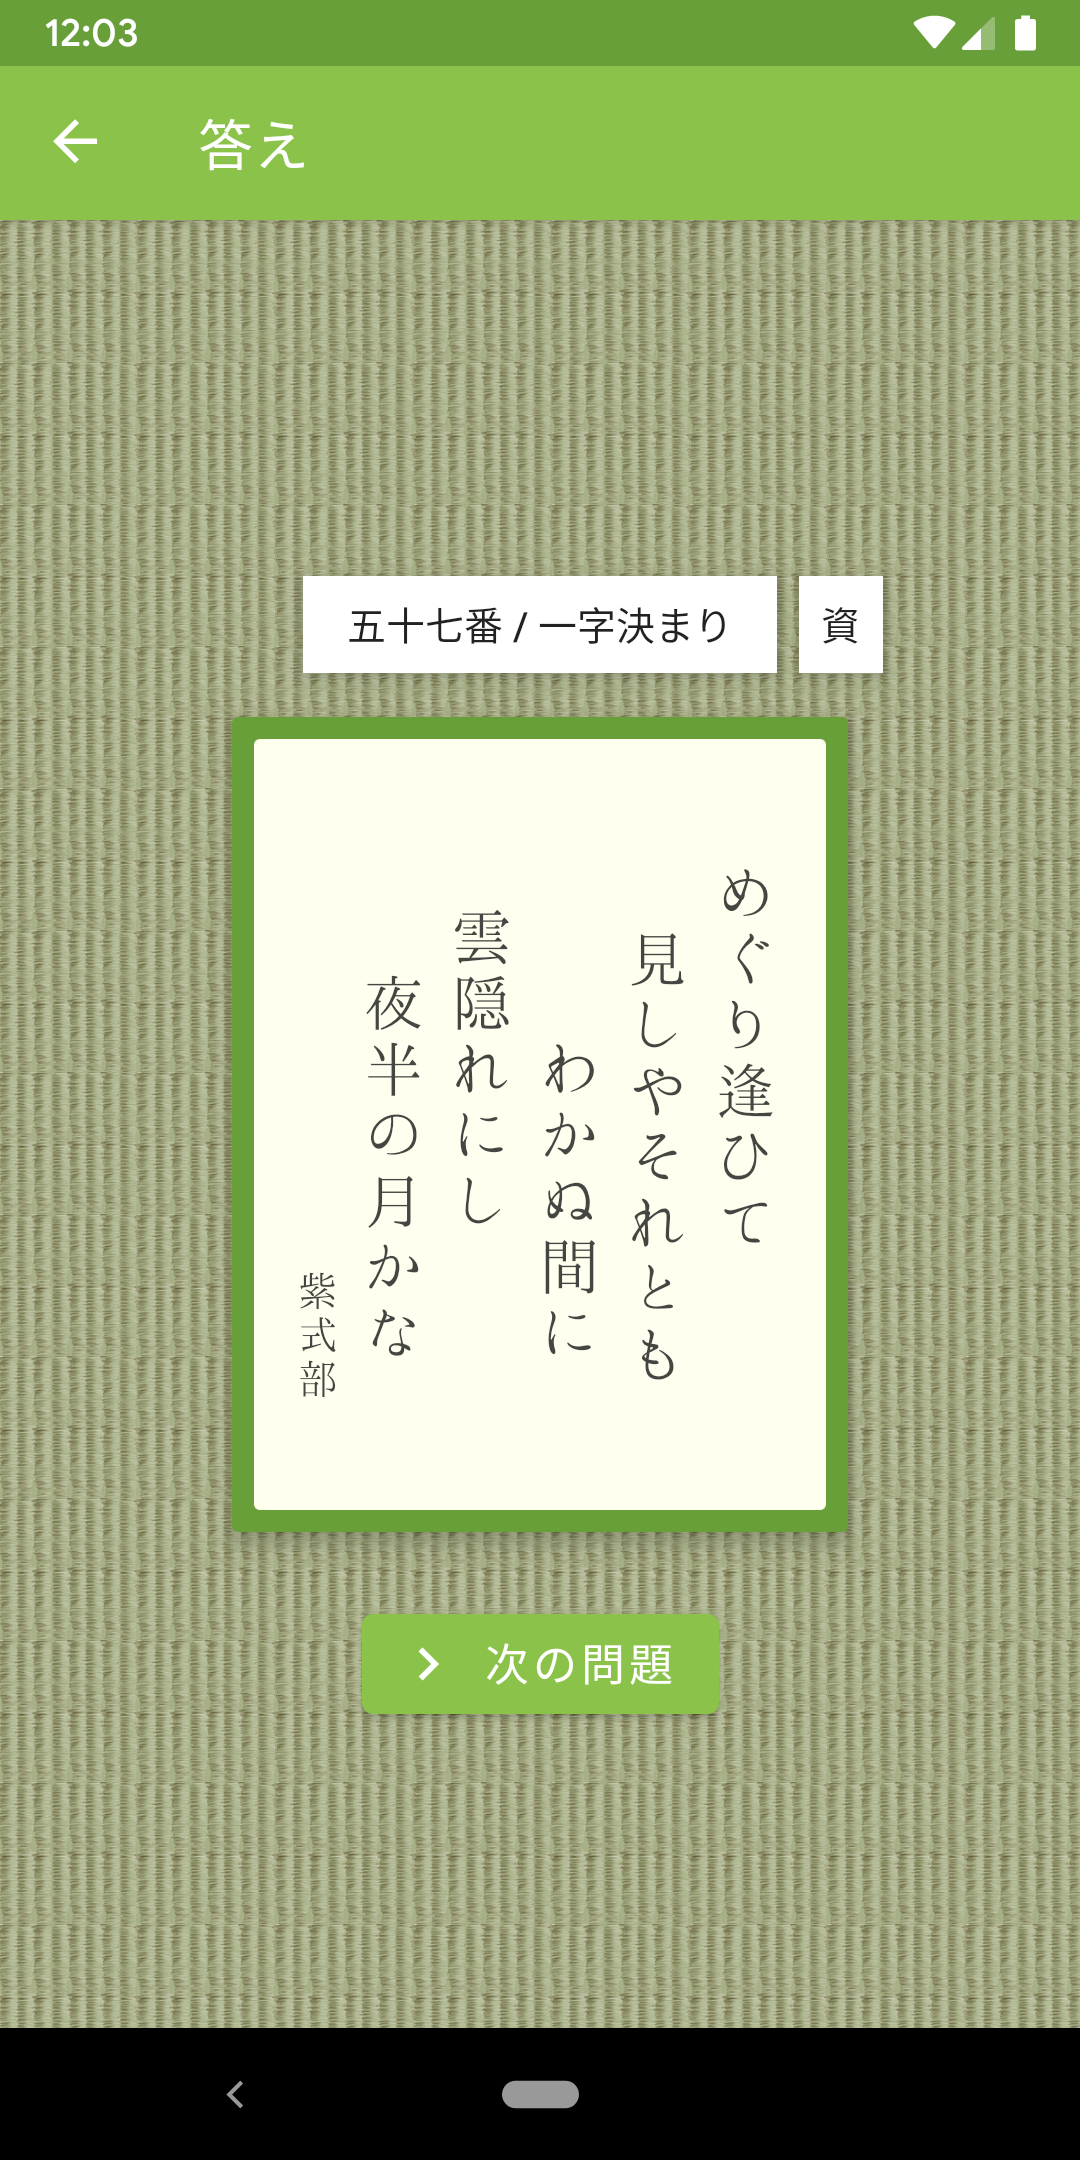 12:03
答え
五十七番 / 一字決まり
資
めぐり逢ひて
見しやそれとも
わかぬ間に
雲隠れにし
夜半の月かな
紫式部
次の問題